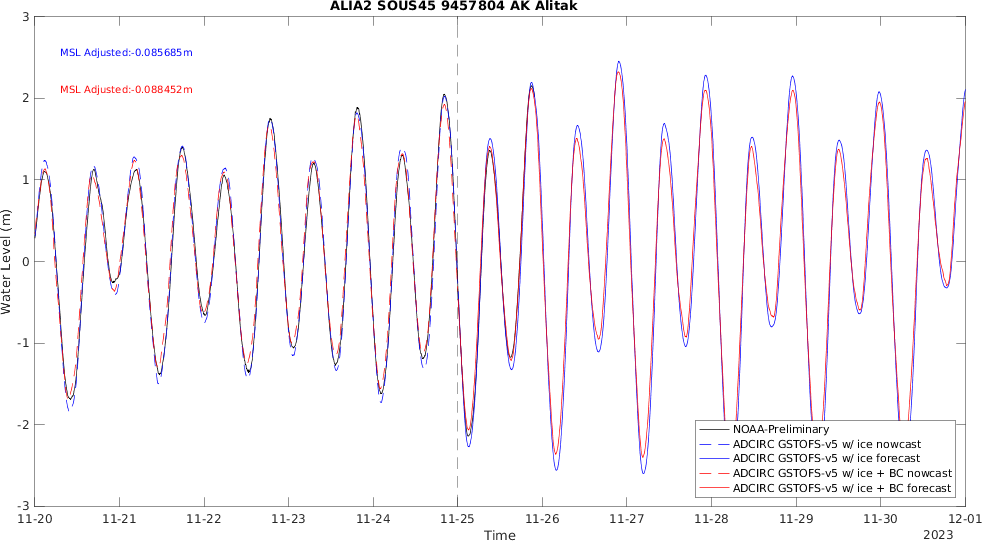 ALIA2 SOUS45 9457804 AK Alitak
3
MSL Adjusted:-0.085685m
MSL Adjusted:-0.088452m
2
1
0
-1
-2
-3
Water Level (m)
NOAA-Preliminary
ADCIRC GSTOFS-v5 w/ ice nowcast
ADCIRC GSTOFS-v5 w/ ice forecast
ADCIRC GSTOFS-v5 w/ ice + BC nowcast
ADCIRC GSTOFS-v5 w/ ice + BC forecast
11-20 11-21 11-22 11-23 11-24 11-25 11-26 11-27 11-28 11-29 11-30 12-01
Time
2023